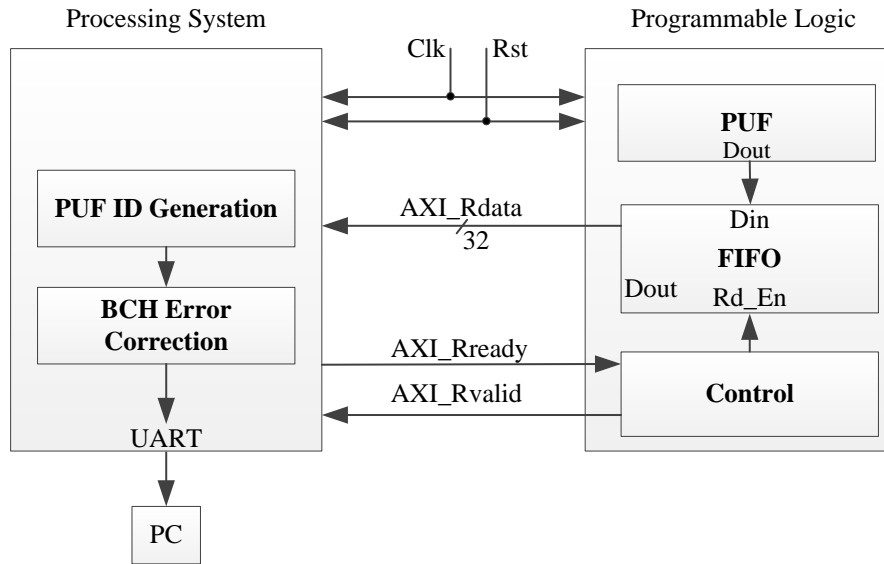 Processing System
Programmable Logic
Clk
Rst
PUF
Dout
PUF ID Generation
AXI_Rdata
32
Din
FIFO
Dout
Rd_En
BCH Error
Correction
AXI_Rready
AXI_Rvalid
Control
UART
PC